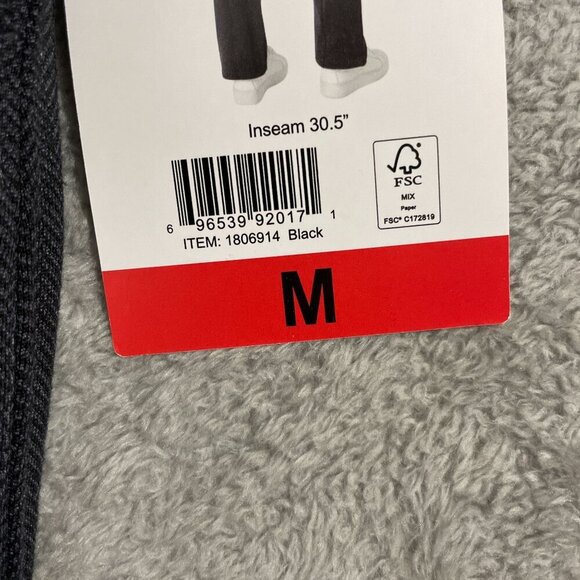 Inseam 30.5"
6 96539 92017 1
ITEM: 1806914 Black
FSC
MIX
Paper
FSC® C172819
M